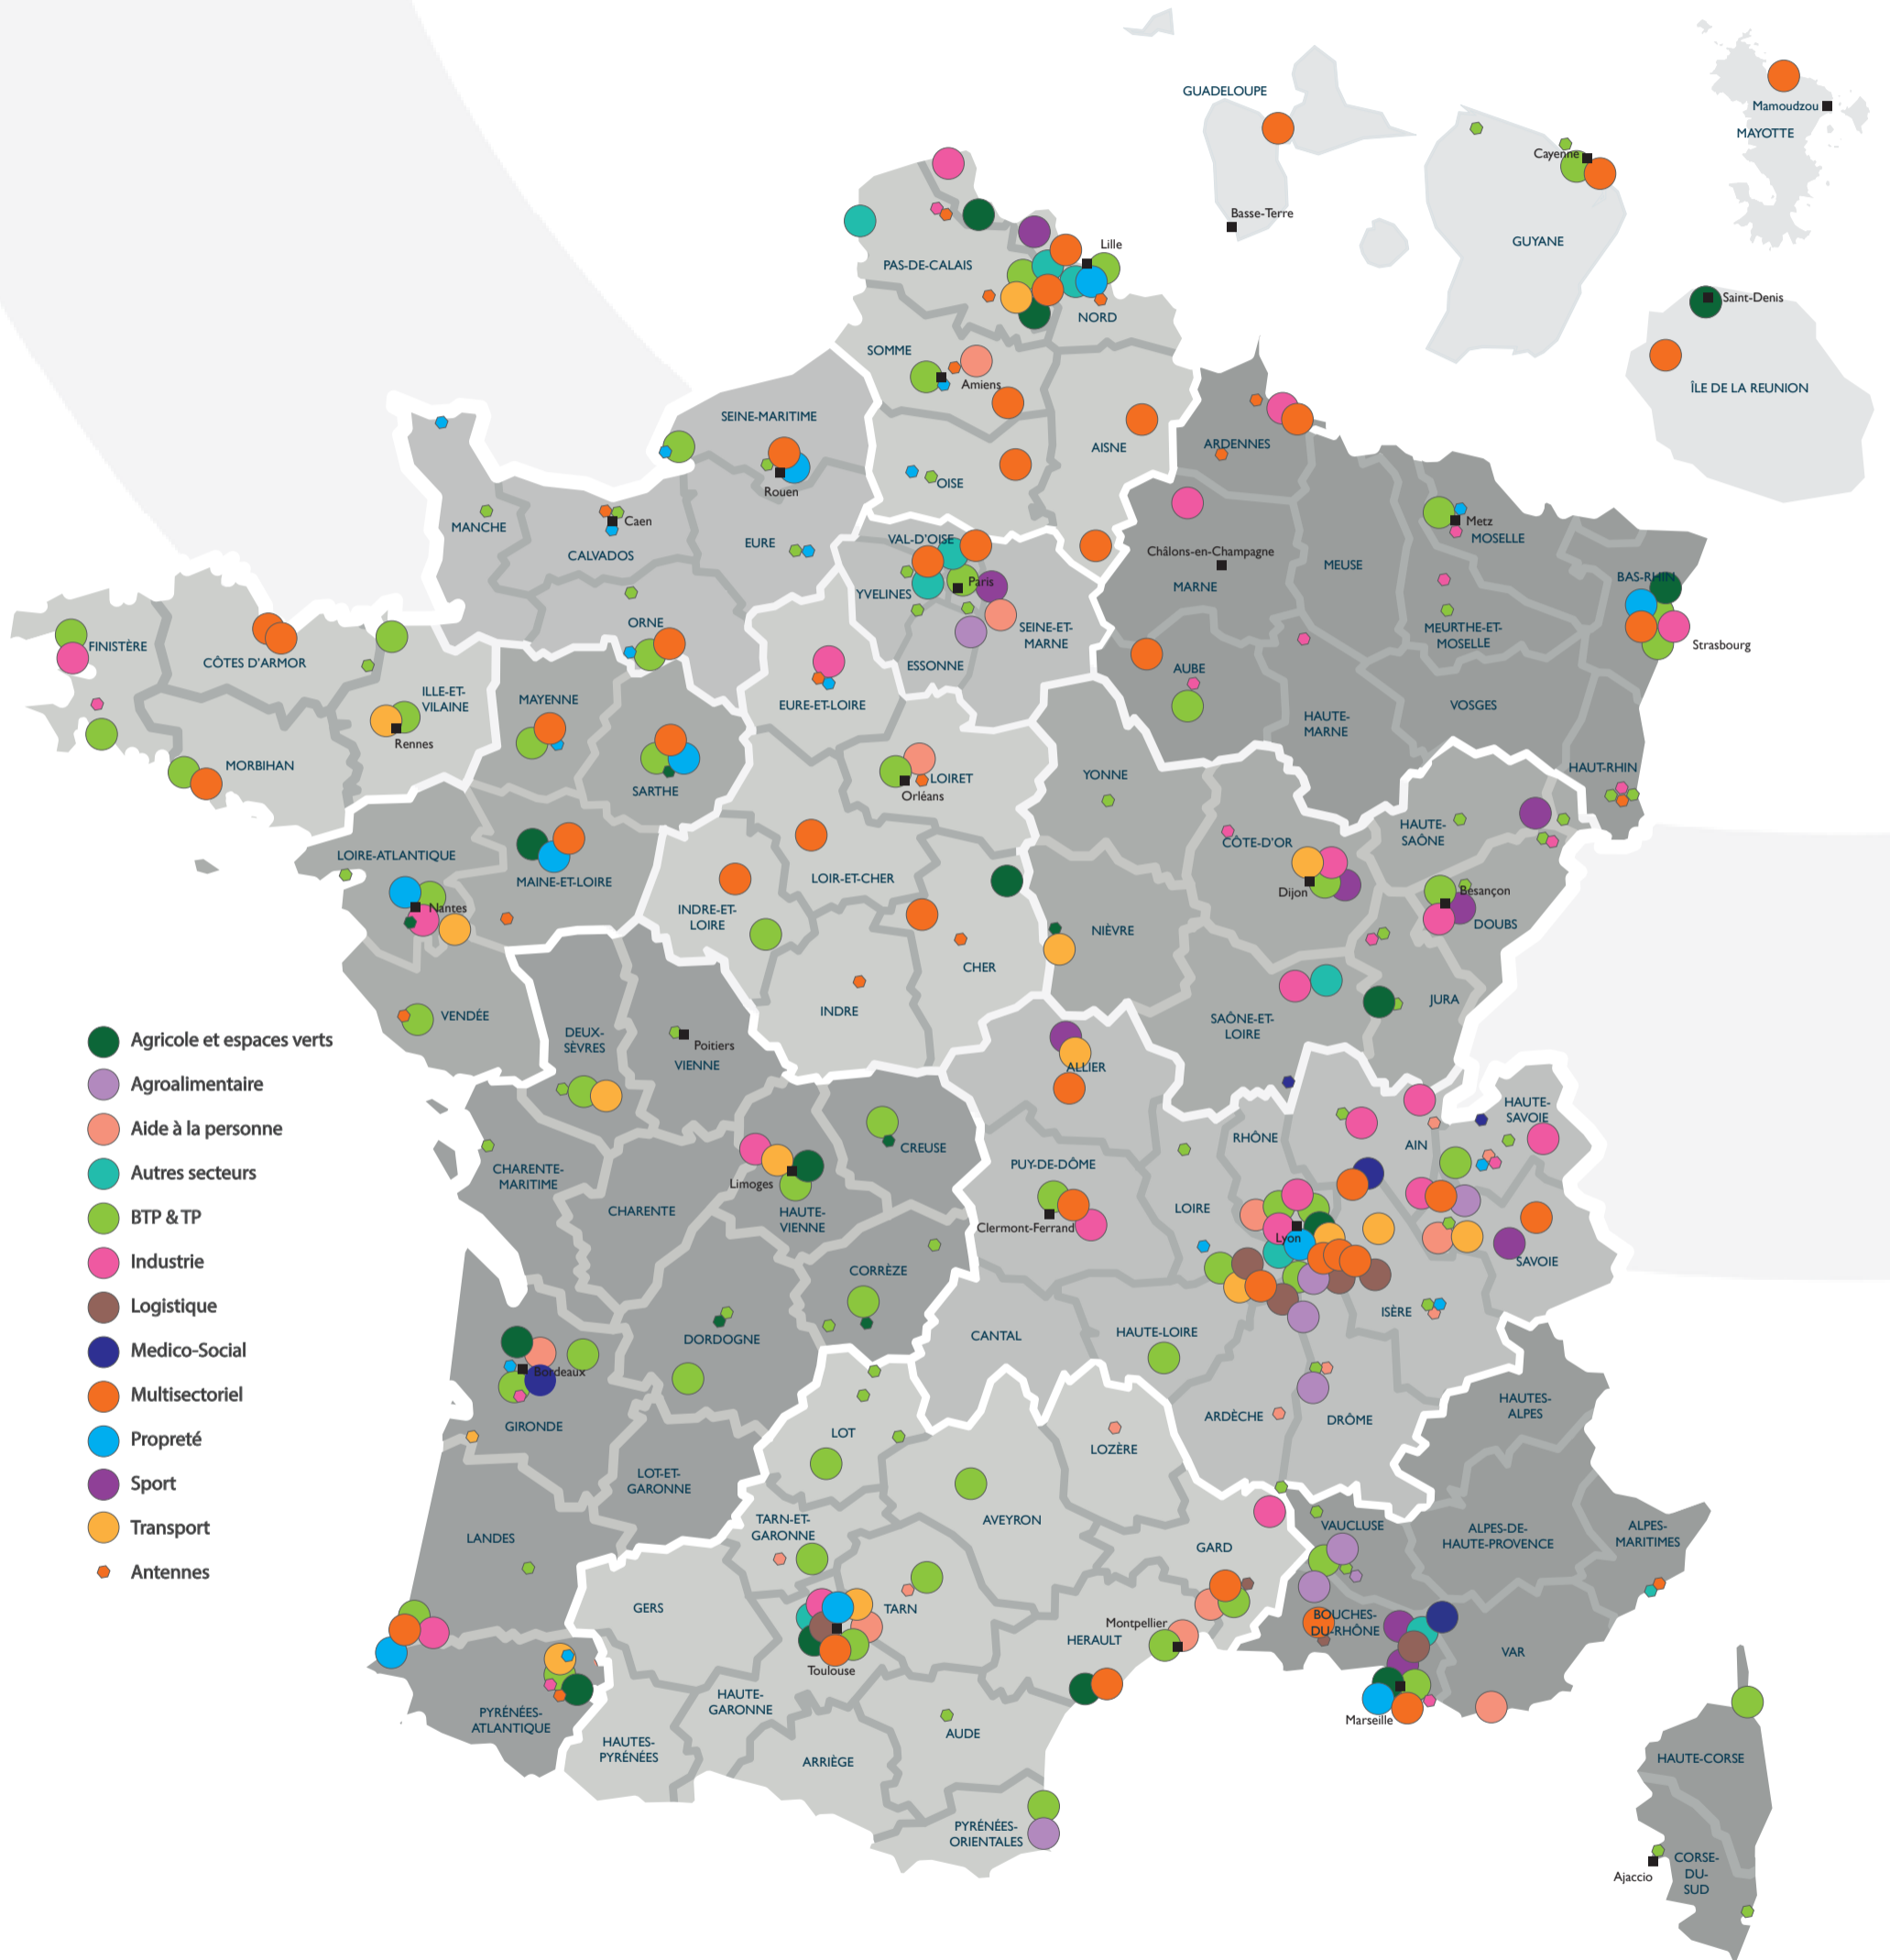 GUADELOUPE
Basse-Terre
Cayenne
GUYANE
Mamoudzou
MAYOTTE
Saint-Denis
ÎLE DE LA REUNION
Lille
PAS-DE-CALAIS
NORD
SOMME
Amiens
SEINE-MARITIME
AISNE
ARDENNES
OISE
Rouen
MANCHE
Caen
CALVADOS
EURE
VAL-D'OISE
Paris
YVELINES
SEINE-ET-
MARNE
ESSONNE
Châlons-en-Champagne
MARNE
MEUSE
Metz
MOSELLE
BAS-RHIN
MEURTHE-ET-
MOSELLE
Strasbourg
FINISTÈRE
CÔTES D'ARMOR
ORNE
ILLE-ET-
VILAINE
Rennes
MAYENNE
EURE-ET-LOIRE
AUBE
HAUTE-
MARNE
VOSGES
MORBIHAN
SARTHE
LOIRET
Orléans
YONNE
HAUT-RHIN
LOIRE-ATLANTIQUE
MAINE-ET-LOIRE
LOIR-ET-CHER
CÔTE-D'OR
HAUTE-
SAÔNE
Nantes
INDRE-ET-
LOIRE
Dijon
Besançon
DOUBS
NIÈVRE
CHER
INDRE
VENDÉE
DEUX-
SÈVRES
Poitiers
VIENNE
SAÔNE-ET-
LOIRE
JURA
ALLIER
HAUTE-
SAVOIE
RHÔNE
AIN
CREUSE
CHARENTE-
MARITIME
CHARENTE
Limoges
HAUTE-
VIENNE
PUY-DE-DÔME
Clermont-Ferrand
LOIRE
Lyon
SAVOIE
CORRÈZE
ISÈRE
DORDOGNE
CANTAL
HAUTE-LOIRE
Bordeaux
GIRONDE
LOT
ARDÈCHE
DRÔME
HAUTES-
ALPES
LOZÈRE
LOT-ET-
GARONNE
LANDES
TARN-ET-
GARONNE
AVEYRON
GARD
VAUCLUSE
ALPES-DE-
HAUTE-PROVENCE
ALPES-
MARITIMES
GERS
TARN
Montpellier
HERAULT
BOUCHES-
DU-RHÔNE
VAR
Toulouse
HAUTE-
GARONNE
PYRÉNÉES-
ATLANTIQUE
HAUTES-
PYRÉNÉES
ARRIÈGE
AUDE
Marseille
PYRÉNÉES-
ORIENTALES
HAUTE-CORSE
Ajaccio
CORSE-
DU-
SUD
Agricole et espaces verts
Agroalimentaire
Aide à la personne
Autres secteurs
BTP & TP
Industrie
Logistique
Medico-Social
Multisectoriel
Propreté
Sport
Transport
Antennes